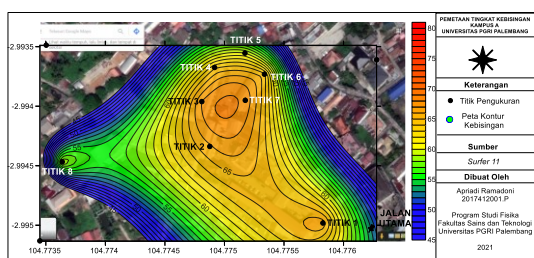 PEMETAAN TINGKAT KEBISINGAN
KAMPUS A
UNIVERSITAS PGRI PALEMBANG
Keterangan
Titik Pengukuran
Peta Kontur
Kebisingan
Sumber
Surfer 11
Dibuat Oleh
Apriadi Ramadoni
2017412001.P
Program Studi Fisika
Fakultas Sains dan Teknologi
Universitas PGRI Palembang
2021
-2.9935
-2.994
-2.9945
-2.995
104.7735
104.774
104.7745
104.775
104.7755
104.776
TITIK 5
TITIK 4
TITIK 6
TITIK 3
TITIK 7
TITIK 2
TITIK 8
TITIK 1
JALAN
UTAMA
55
65
60
80
75
70
65
60
55
50
45